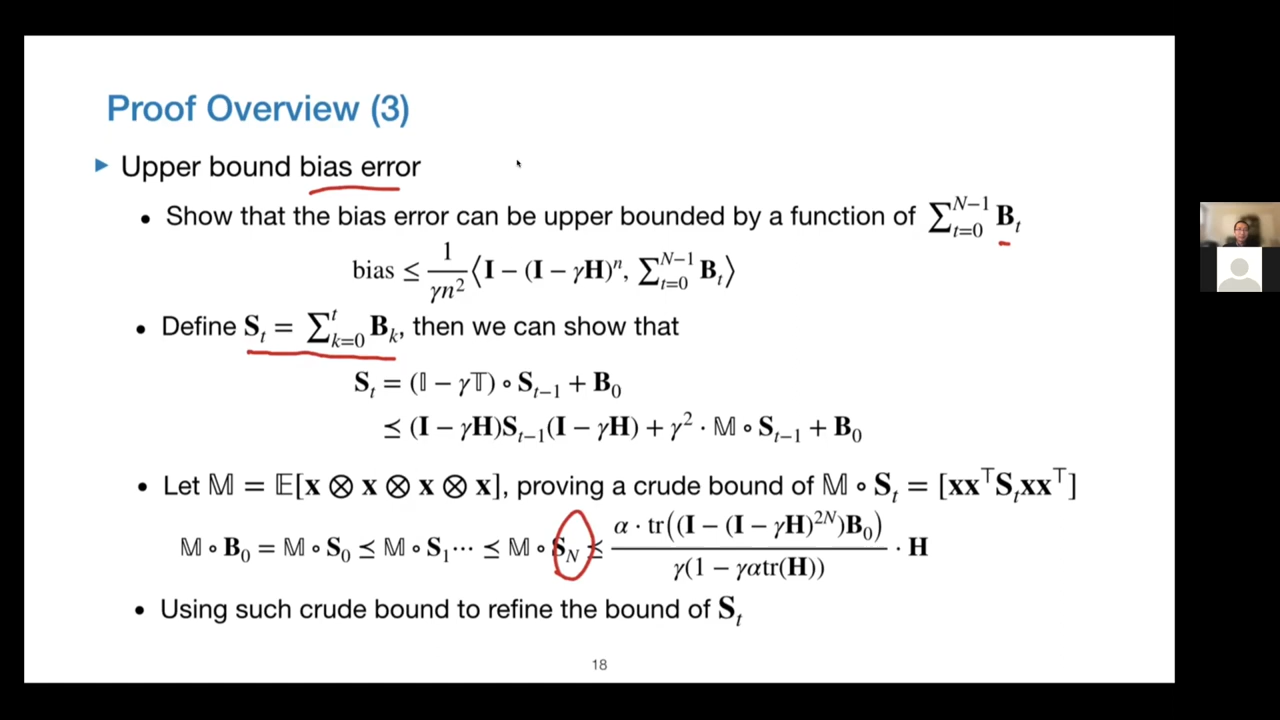 Proof Overview (3)
▶ Upper bound bias error
• Show that the bias error can be upper bounded by a function of ∑_{t=0}^{N−1} 𝐁_t
bias ≤ \frac{1}{γn²} ⟨𝐈 − (𝐈 − γ𝐇)ⁿ, ∑_{t=0}^{N−1} 𝐁_t⟩
• Define 𝐒_t = ∑_{k=0}^{t} 𝐁_k, then we can show that
𝐒_t = (𝕀 − γ𝕋) ∘ 𝐒_{t−1} + 𝐁_0
⪯ (𝐈 − γ𝐇)𝐒_{t−1}(𝐈 − γ𝐇) + γ² · 𝕄 ∘ 𝐒_{t−1} + 𝐁_0
• Let 𝕄 = 𝔼[𝐱 ⊗ 𝐱 ⊗ 𝐱 ⊗ 𝐱], proving a crude bound of 𝕄 ∘ 𝐒_t = [𝐱𝐱^⊤𝐒_t𝐱𝐱^⊤]
𝕄 ∘ 𝐁_0 = 𝕄 ∘ 𝐒_0 ⪯ 𝕄 ∘ 𝐒_1 ⋯ ⪯ 𝕄 ∘ 𝐒_N ⪯ \frac{α · tr((𝐈 − (𝐈 − γ𝐇)^{2N})𝐁_0)}{γ(1 − γαtr(𝐇))} · 𝐇
• Using such crude bound to refine the bound of 𝐒_t
18